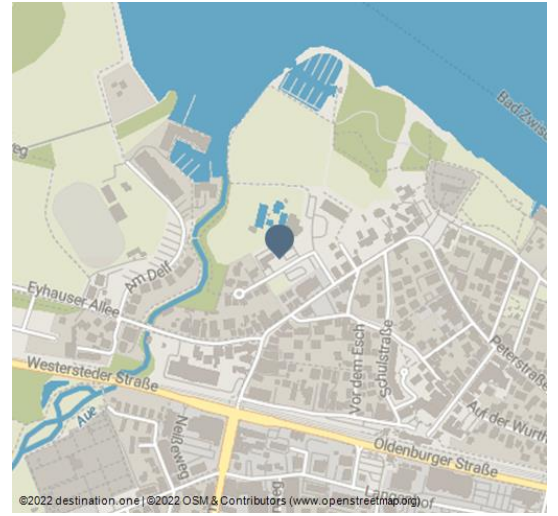 Bad Zwisc
eg
Am Delf
Eyhauser Allee
Westersteder Straße
Aue
Neißeweg
Vor dem Esch
Schulstraße
Peterstraße
Auf der Wurth
Oldenburger Straße
©2022 destination.one | ©2022 OSM & Contributors (www.openstreetmap.org)